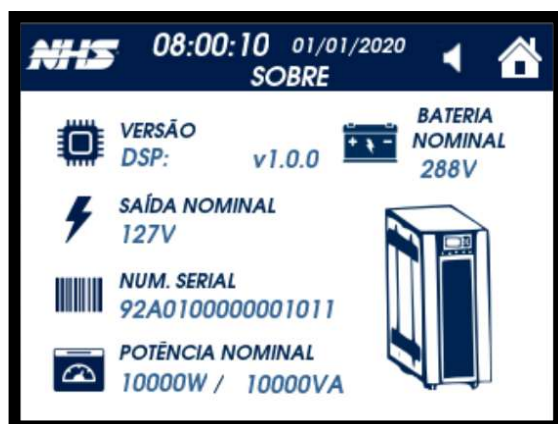 NHS 08:00:10 01/01/2020
SOBRE
VERSÃO
DSP: v1.0.0
BATERIA
NOMINAL
288V
SAÍDA NOMINAL
127V
NUM. SERIAL
92A0100000001011
POTÊNCIA NOMINAL
10000W / 10000VA